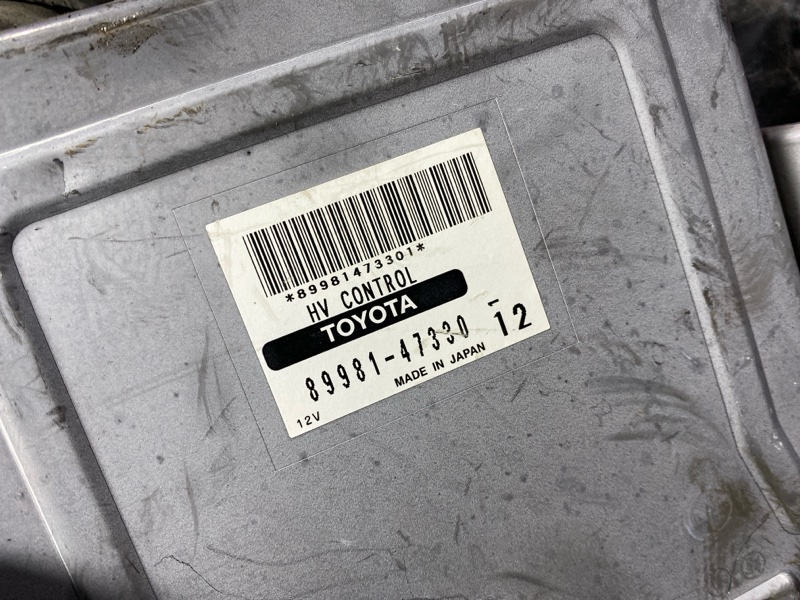 *89981473301*
HV CONTROL
TOYOTA
89981-47330 12
MADE IN JAPAN
12V